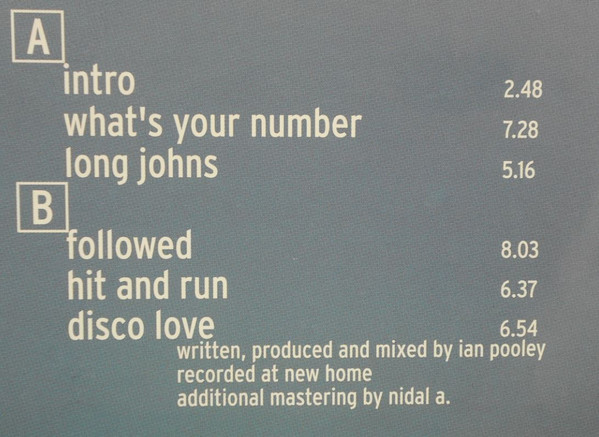 A
intro 2.48
what's your number 7.28
long johns 5.16
B
followed 8.03
hit and run 6.37
disco love 6.54
written, produced and mixed by ian pooley
recorded at new home
additional mastering by nidal a.